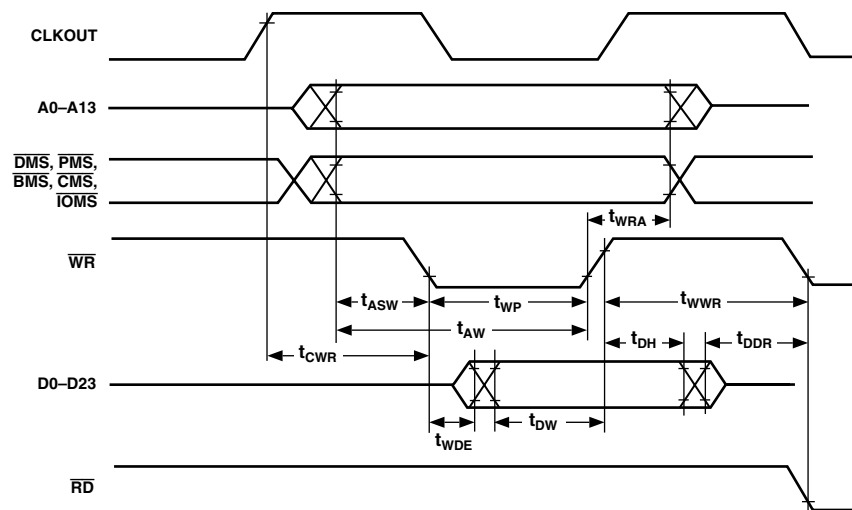 CLKOUT
A0–A13
DMS, PMS,
BMS, CMS,
IOMS
tWRA
WR
tASW
tWP
tWWR
tAW
tCWR
tDH
tDDR
D0–D23
tWDE
tDW
RD